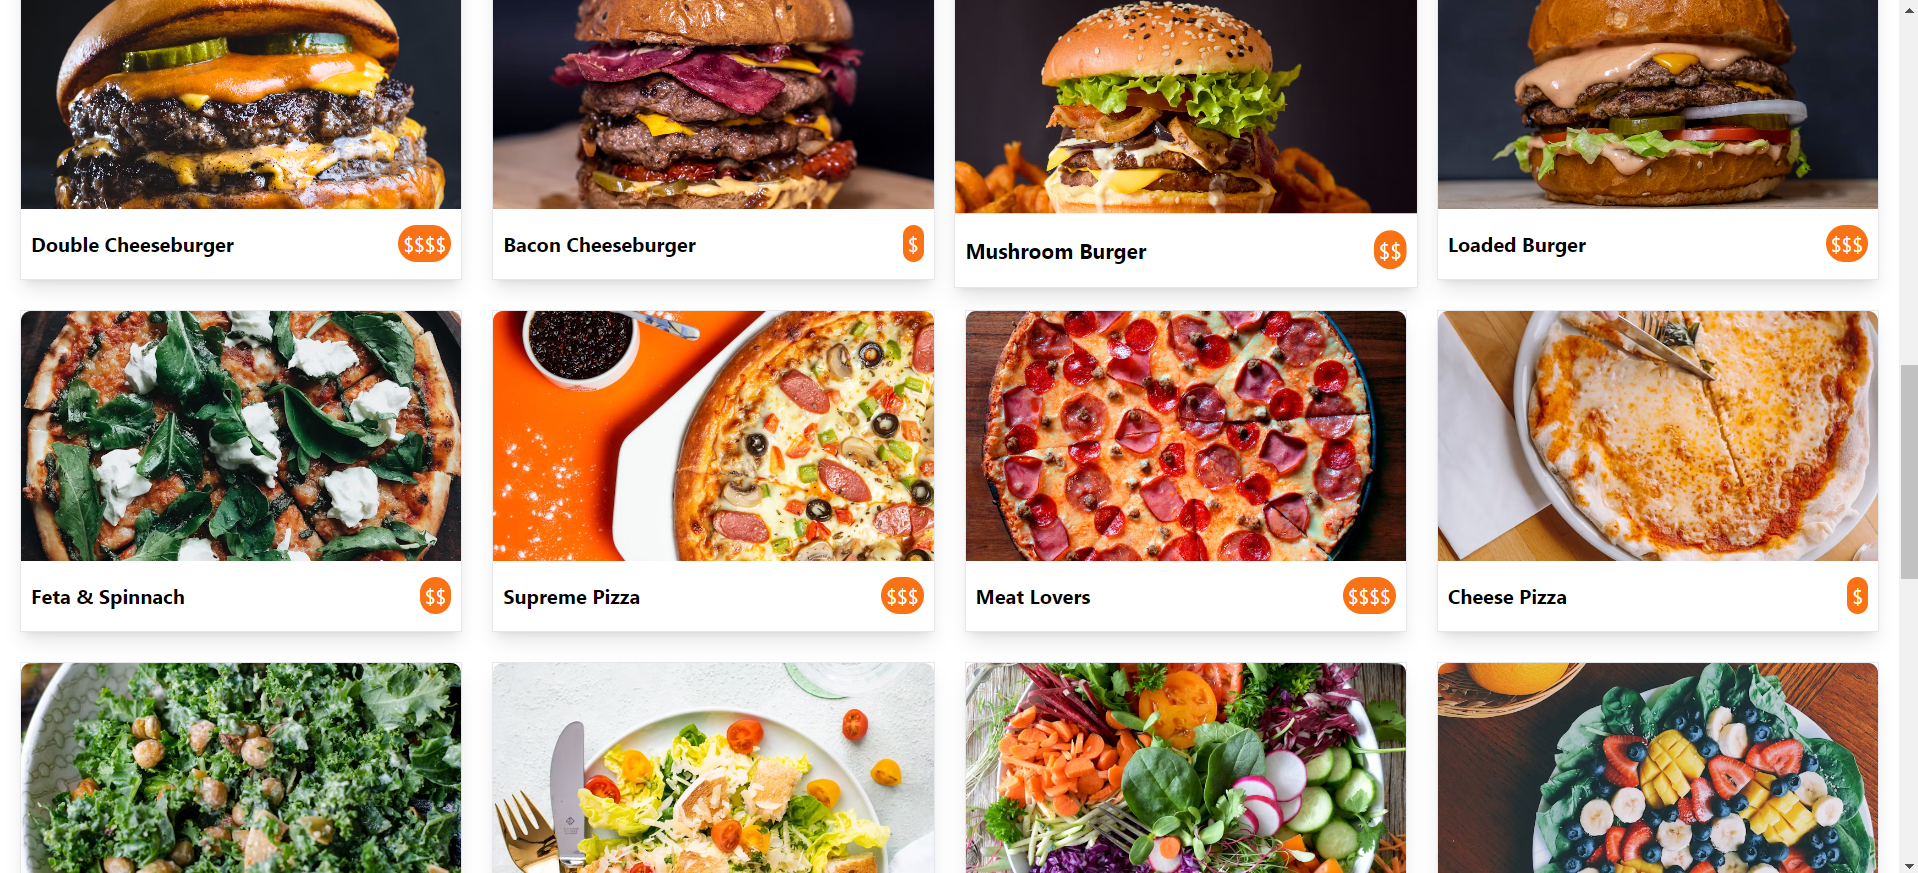 Double Cheeseburger $$$$
Bacon Cheeseburger $
Mushroom Burger $$
Loaded Burger $$$
Feta & Spinnach $$
Supreme Pizza $$$
Meat Lovers $$$$
Cheese Pizza $